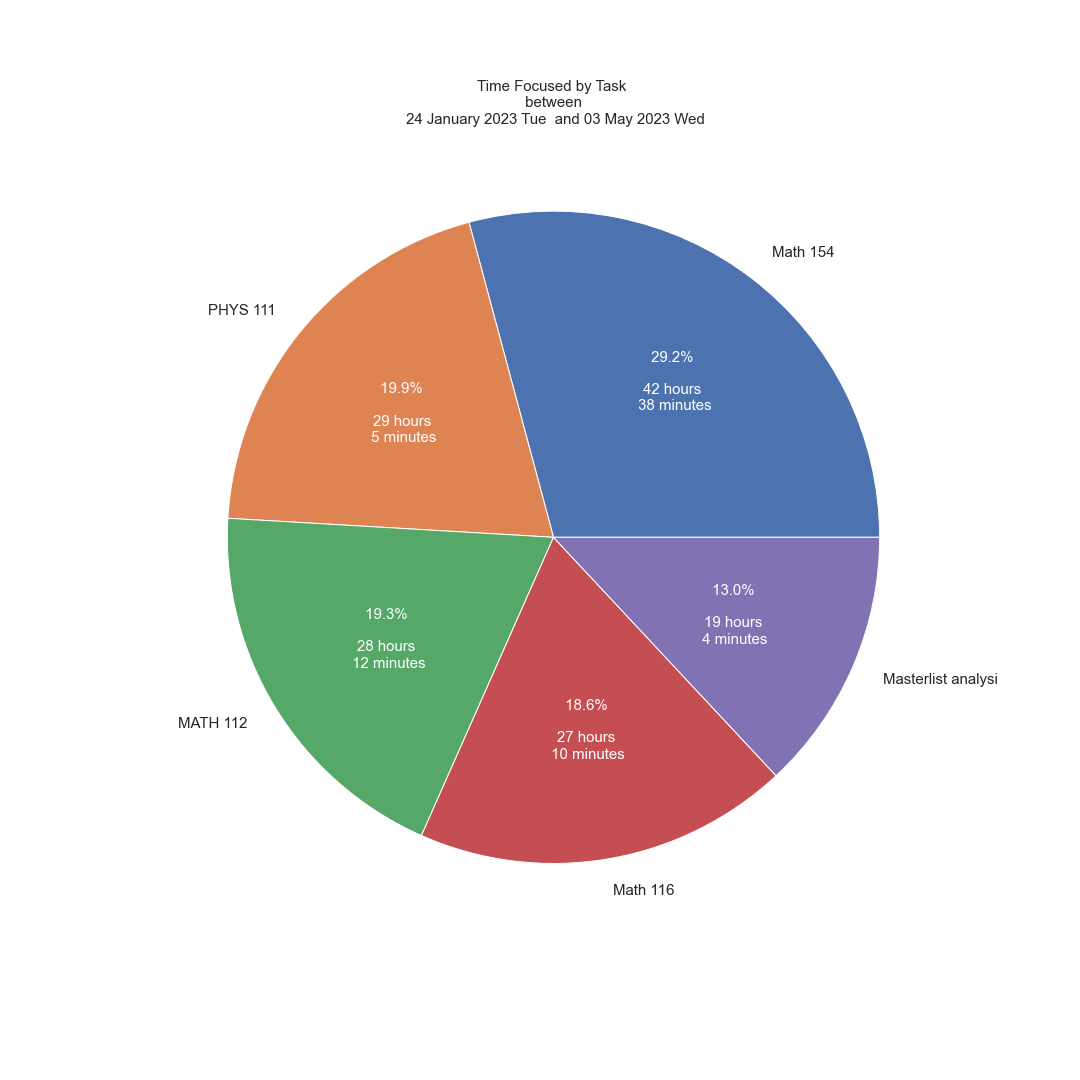 Time Focused by Task
between
24 January 2023 Tue  and 03 May 2023 Wed
Math 154
29.2%
42 hours
38 minutes
PHYS 111
19.9%
29 hours
5 minutes
MATH 112
19.3%
28 hours
12 minutes
Math 116
18.6%
27 hours
10 minutes
Masterlist analysi
13.0%
19 hours
4 minutes